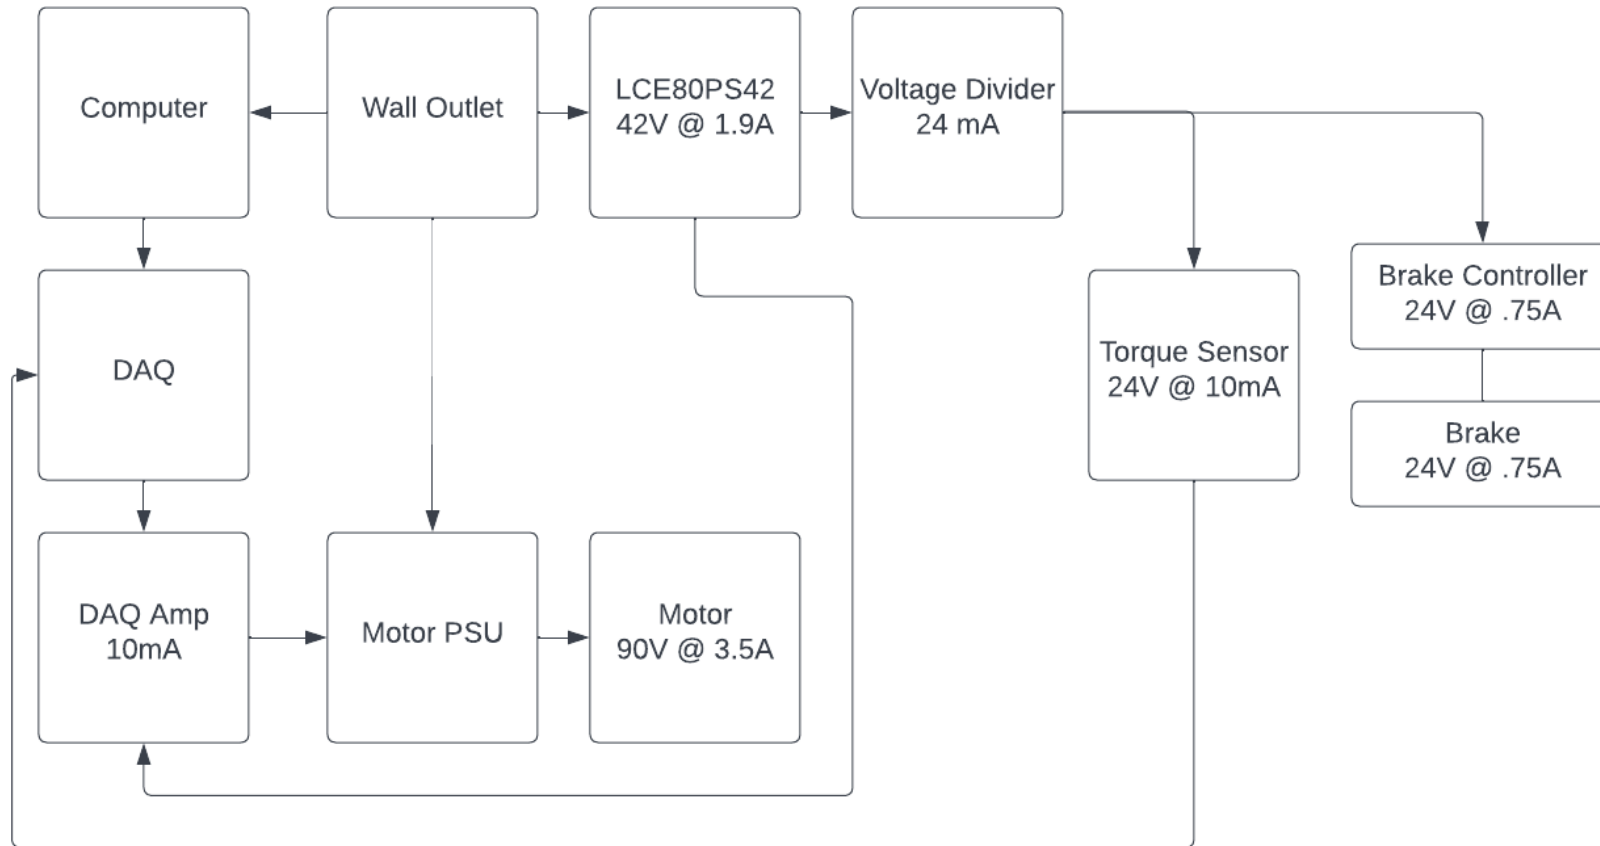 Computer
Wall Outlet
LCE80PS42
42V @ 1.9A
Voltage Divider
24 mA
Brake Controller
24V @ .75A
DAQ
Torque Sensor
24V @ 10mA
Brake
24V @ .75A
DAQ Amp
10mA
Motor PSU
Motor
90V @ 3.5A